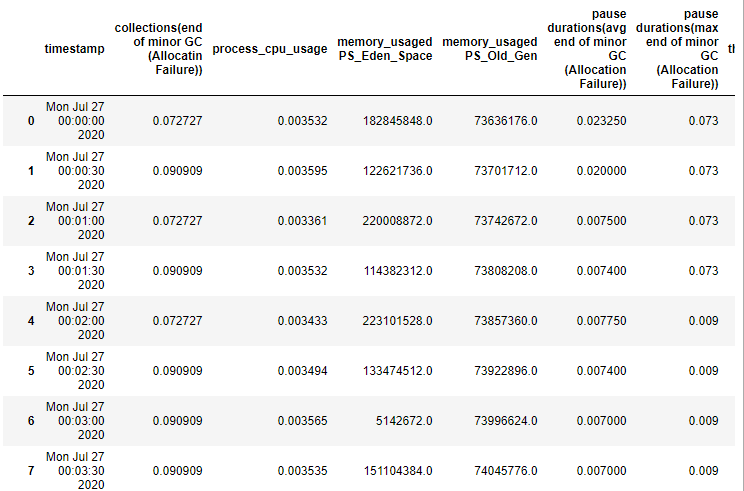 timestamp collections(end of minor GC (Allocatin Failure)) process_cpu_usage memory_usaged PS_Eden_Space memory_usaged PS_Old_Gen pause durations(avg end of minor GC (Allocation Failure)) pause durations(max end of minor GC (Allocation Failure)) tl
0 Mon Jul 27 00:00:00 2020 0.072727 0.003532 182845848.0 73636176.0 0.023250 0.073
1 Mon Jul 27 00:00:30 2020 0.090909 0.003595 122621736.0 73701712.0 0.020000 0.073
2 Mon Jul 27 00:01:00 2020 0.072727 0.003361 220008872.0 73742672.0 0.007500 0.073
3 Mon Jul 27 00:01:30 2020 0.090909 0.003532 114382312.0 73808208.0 0.007400 0.073
4 Mon Jul 27 00:02:00 2020 0.072727 0.003433 223101528.0 73857360.0 0.007750 0.009
5 Mon Jul 27 00:02:30 2020 0.090909 0.003494 133474512.0 73922896.0 0.007400 0.009
6 Mon Jul 27 00:03:00 2020 0.090909 0.003565 5142672.0 73996624.0 0.007000 0.009
7 Mon Jul 27 00:03:30 2020 0.090909 0.003535 151104384.0 74045776.0 0.007000 0.009